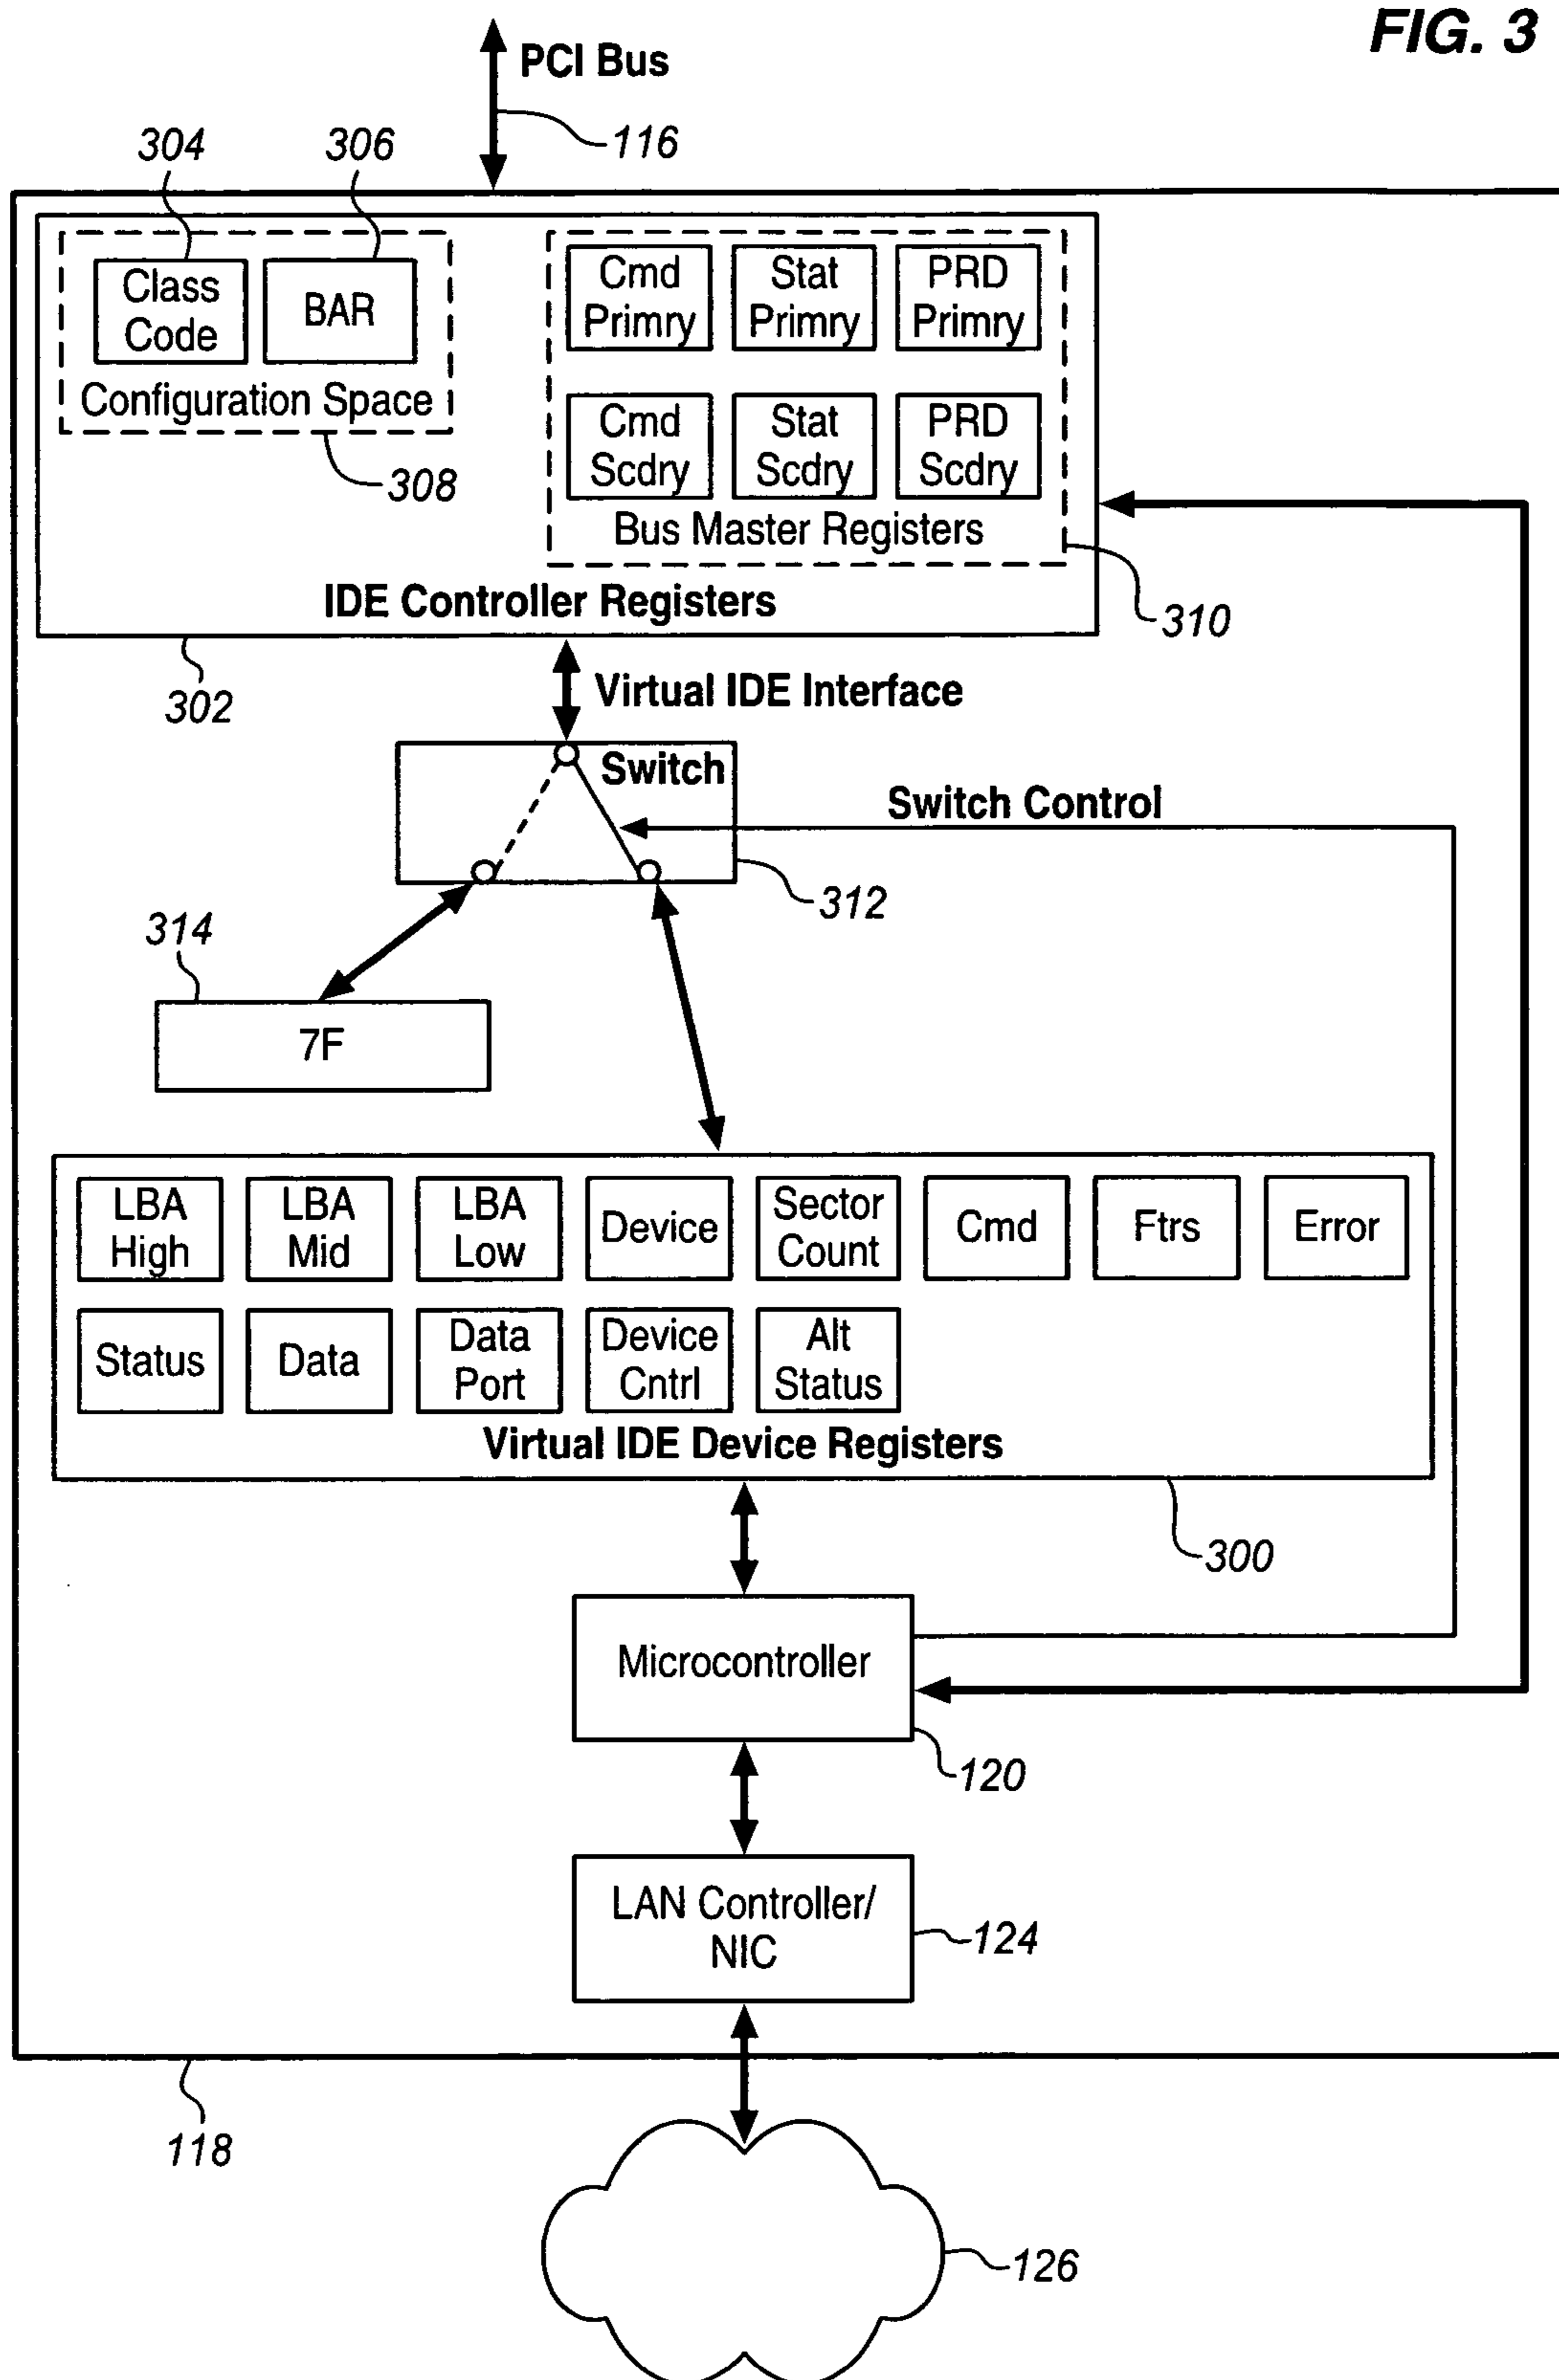 FIG. 3
PCI Bus
116
304
306
Class
Code
BAR
Configuration Space
308
Cmd
Primry
Stat
Primry
PRD
Primry
Cmd
Scdry
Stat
Scdry
PRD
Scdry
Bus Master Registers
310
IDE Controller Registers
302
Virtual IDE Interface
Switch
Switch Control
312
314
7F
LBA
High
LBA
Mid
LBA
Low
Device
Sector
Count
Cmd
Ftrs
Error
Status
Data
Data
Port
Device
Cntrl
Alt
Status
Virtual IDE Device Registers
300
Microcontroller
120
LAN Controller/
NIC
124
118
126